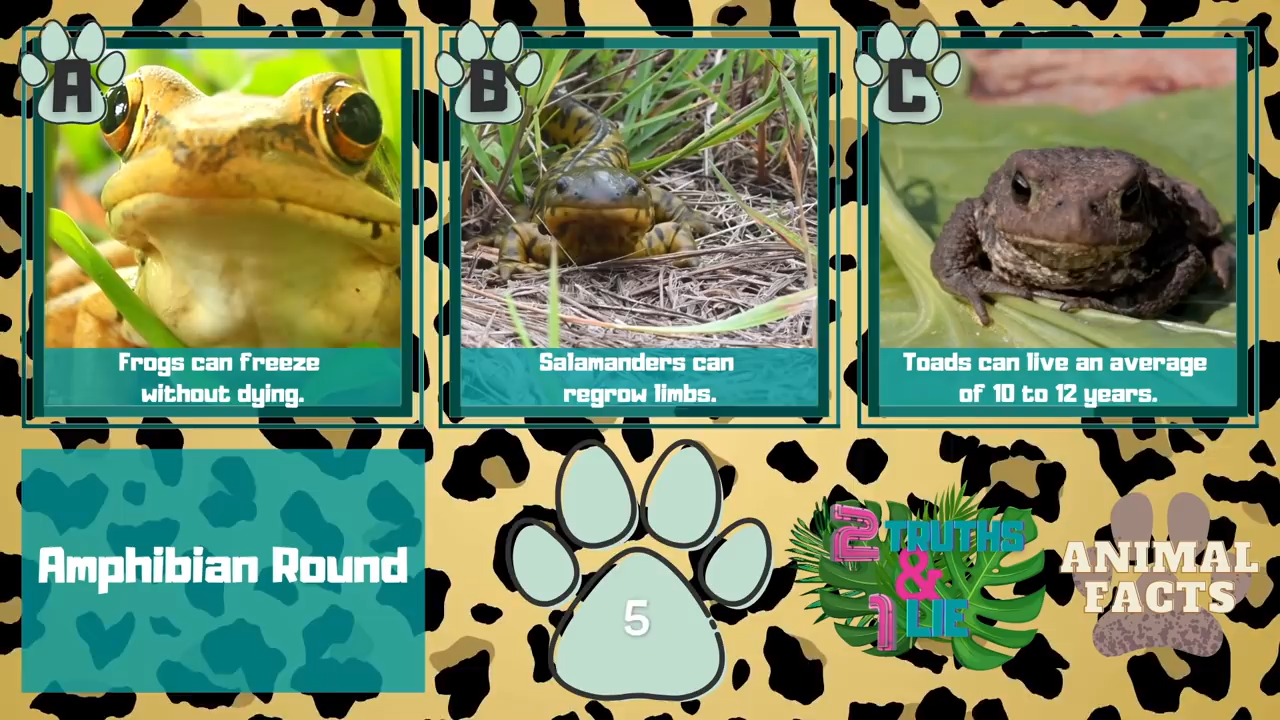 A
B
C
Frogs can freeze
without dying.
Salamanders can
regrow limbs.
Toads can live an average
of 10 to 12 years.
Amphibian Round
5
2 TRUTHS
&
1 LIE
ANIMAL
FACTS